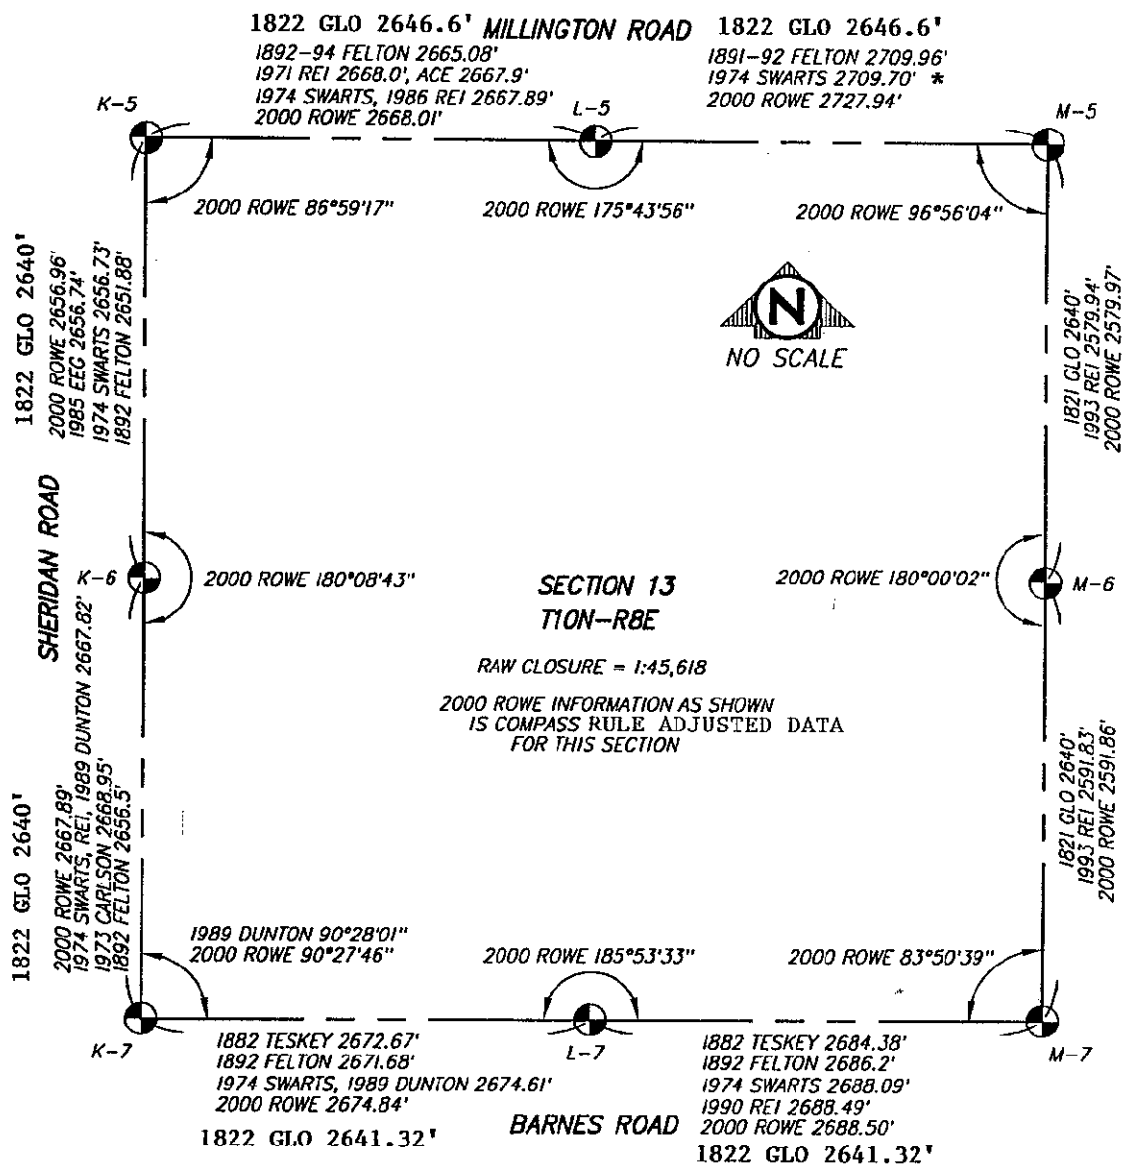 1822 GLO 2646.6' MILLINGTON ROAD 1822 GLO 2646.6'
1892-94 FELTON 2665.08'
1971 REI 2668.0', ACE 2667.9'
1974 SWARTS, 1986 REI 2667.89'
2000 ROWE 2668.01'
1891-92 FELTON 2709.96'
1974 SWARTS 2709.70' *
2000 ROWE 2727.94'
K-5
L-5
M-5
2000 ROWE 86°59'17"
2000 ROWE 175°43'56"
2000 ROWE 96°56'04"
1822 GLO 2640'
2000 ROWE 2656.96'
1985 EEG 2656.74'
1974 SWARTS 2656.73'
1892 FELTON 2651.88'
N
NO SCALE
1821 GLO 2640'
1993 REI 2579.94'
2000 ROWE 2579.97'
SHERIDAN ROAD
K-6
2000 ROWE 180°08'43"
2000 ROWE 180°00'02"
M-6
SECTION 13
T10N-R8E
RAW CLOSURE = 1:45,618
2000 ROWE INFORMATION AS SHOWN
IS COMPASS RULE ADJUSTED DATA
FOR THIS SECTION
1822 GLO 2640'
2000 ROWE 2667.89'
1974 SWARTS, REI, 1989 DUNTON 2667.82'
1973 CARLSON 2668.95'
1892 FELTON 2656.5'
1821 GLO 2640'
1993 REI 2591.83'
2000 ROWE 2591.86'
1989 DUNTON 90°28'01"
2000 ROWE 90°27'46"
2000 ROWE 185°53'33"
2000 ROWE 83°50'39"
K-7
L-7
M-7
1882 TESKEY 2672.67'
1892 FELTON 2671.68'
1974 SWARTS, 1989 DUNTON 2674.61'
2000 ROWE 2674.84'
1822 GLO 2641.32'
BARNES ROAD
1882 TESKEY 2684.38'
1892 FELTON 2686.2'
1974 SWARTS 2688.09'
1990 REI 2688.49'
2000 ROWE 2688.50'
1822 GLO 2641.32'